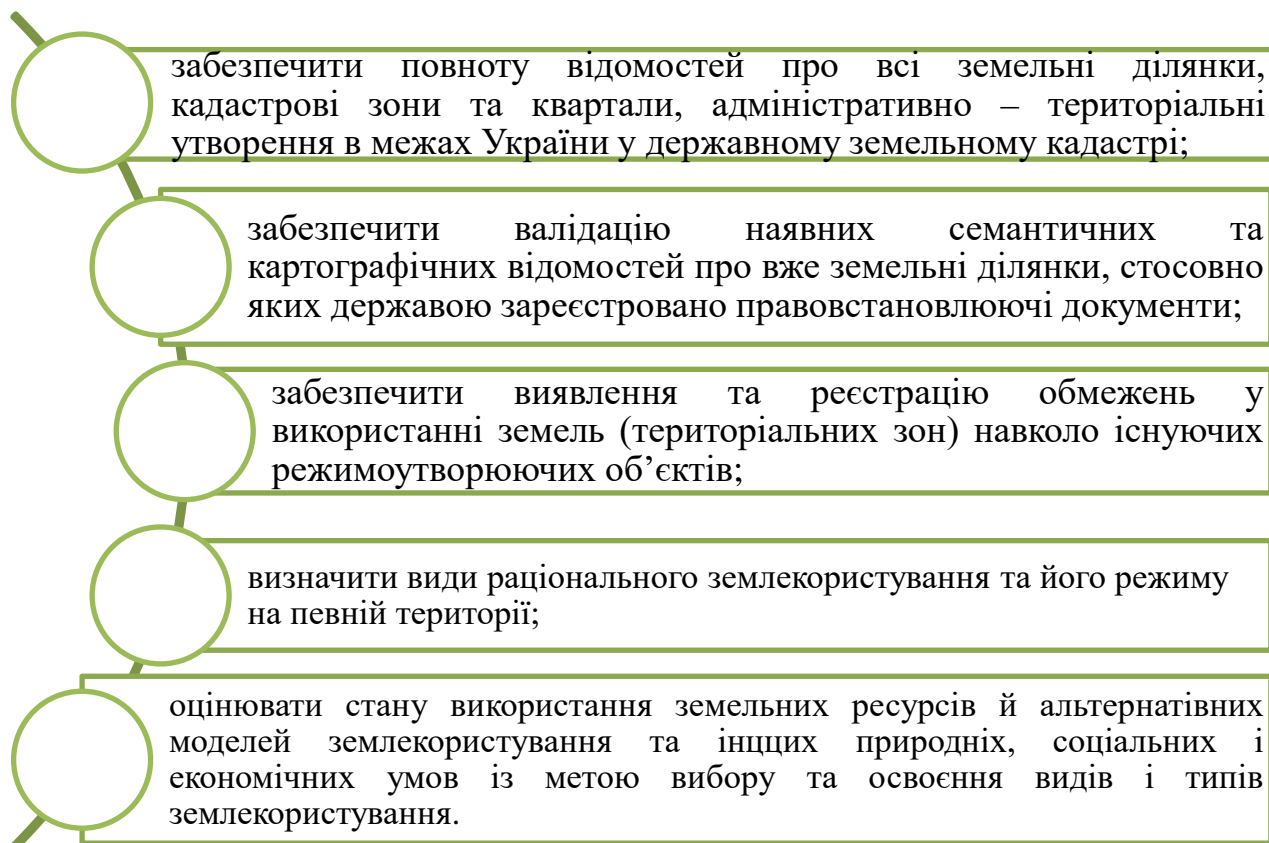 забезпечити повноту відомостей про всі земельні ділянки,
кадастрові зони та квартали, адміністративно – територіальні
утворення в межах України у державному земельному кадастрі;
забезпечити валідацію наявних семантичних та
картографічних відомостей про вже земельні ділянки, стосовно
яких державою зареєстровано правовстановлюючі документи;
забезпечити виявлення та реєстрацію обмежень у
використанні земель (територіальних зон) навколо існуючих
режимоутворюючих об’єктів;
визначити види раціонального землекористування та його режиму
на певній території;
оцінювати стану використання земельних ресурсів й альтернатівних
моделей землекористування та інццих природніх, соціальних і
економічних умов із метою вибору та освоєння видів і типів
землекористування.